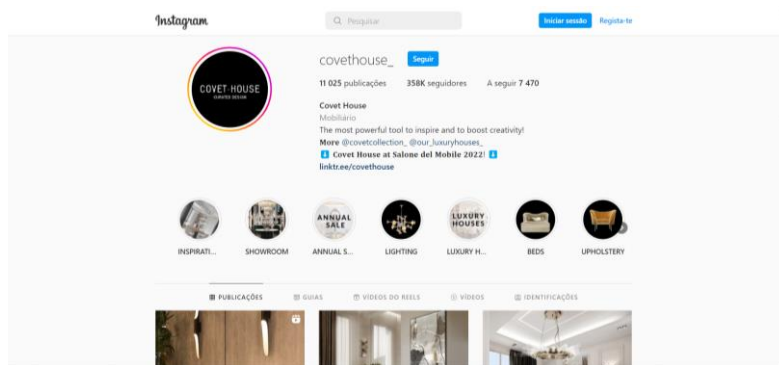 Instagram
Pesquisar
Iniciar sessão
Regista-te
COVET HOUSE
CURATED DESIGN
covethouse_
Seguir
11 025 publicações 358K seguidores A seguir 7 470
Covet House
Mobiliário
The most powerful tool to inspire and to boost creativity!
More @covetcollection_ @our_luxuryhouses_
⬇️ Covet House at Salone del Mobile 2022! ⬇️
linktr.ee/covethouse
ANNUAL
SALE
LUXURY
HOUSES
INSPIRATI... SHOWROOM ANNUAL S... LIGHTING LUXURY H... BEDS UPHOLSTERY
PUBLICAÇÕES GUIAS VÍDEOS DO REELS VÍDEOS IDENTIFICAÇÕES